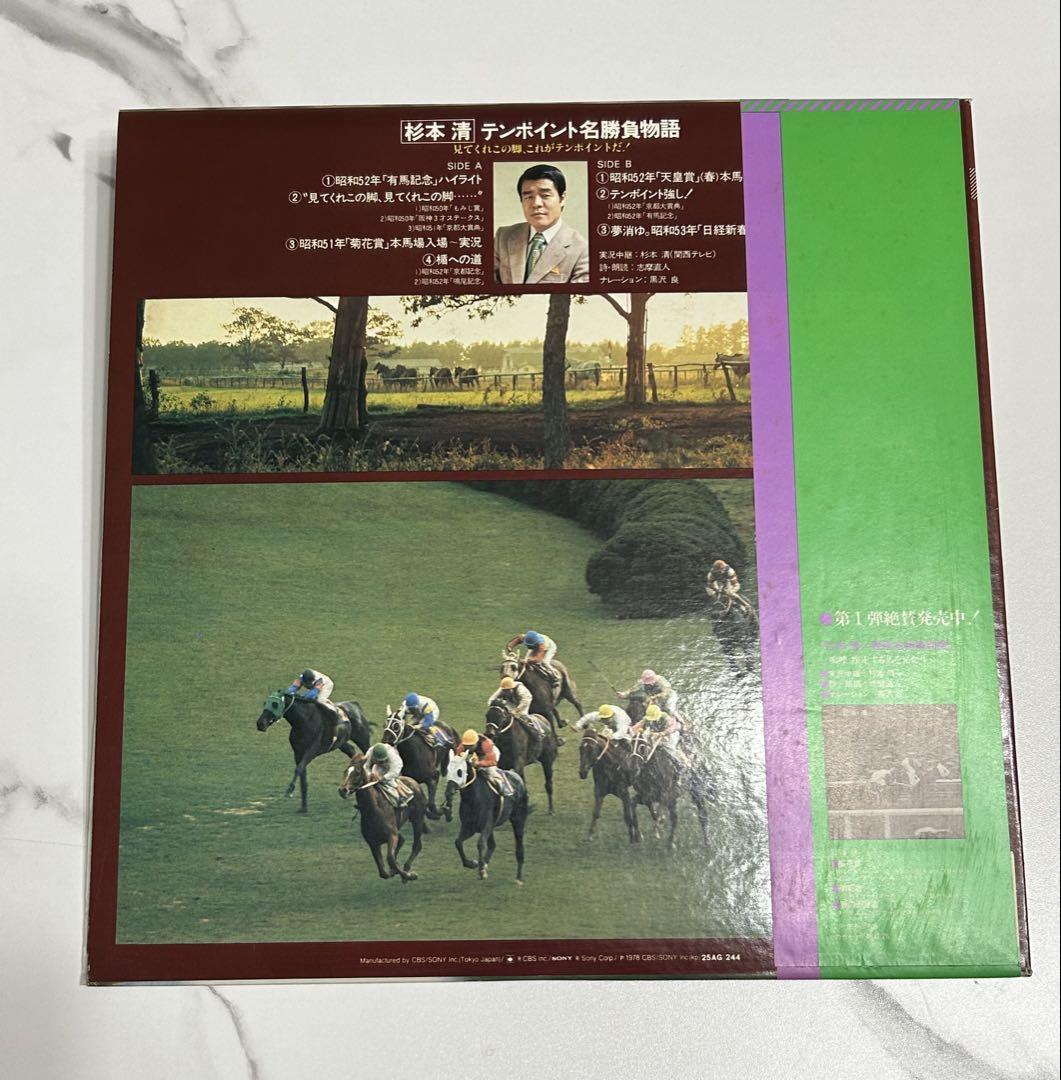 杉本 清 テンポイント名勝負物語
見てくれこの脚、これがテンポイントだ!
SIDE A
①昭和52年「有馬記念」ハイライト
②"見てくれこの脚、見てくれこの脚……"
1)昭和50年「もみじ賞」
2)昭和50年「阪神3才ステークス」
3)昭和51年「京都大賞典」
③昭和51年「菊花賞」本馬場入場～実況
④楯への道
1)昭和52年「京都記念」
2)昭和52年「鳴尾記念」
SIDE B
①昭和52年「天皇賞」(春)本馬
②テンポイント強し!
1)昭和52年「京都大賞典」
2)昭和52年「有馬記念」
③夢消ゆ。昭和53年「日経新春
実況中継:杉本 清(関西テレビ)
詩・朗読:志摩直人
ナレーション:黒沢 良
第1弾絶賛発売中!
Manufactured by CBS/SONY Inc.(Tokyo Japan)/ ® CBS Inc./SONY ® Sony Corp./ P 1978 CBS/SONY Inc. 25AG 244